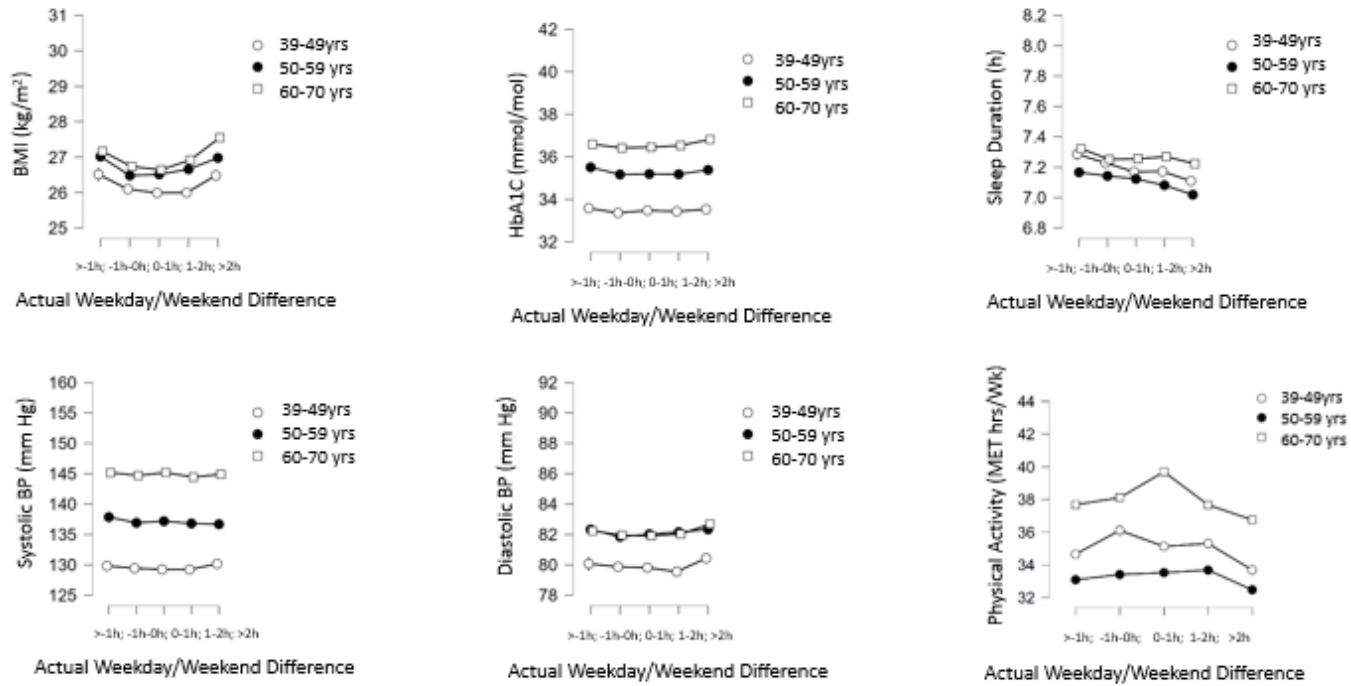 BMI (kg/m²)
31
30
29
28
27
26
25
39-49yrs
50-59 yrs
60-70 yrs
>-1h; -1h-0h; 0-1h; 1-2h; >2h
Actual Weekday/Weekend Difference
HbA1C (mmol/mol)
42
40
38
36
34
32
39-49yrs
50-59 yrs
60-70 yrs
>-1h; -1h-0h; 0-1h; 1-2h; >2h
Actual Weekday/Weekend Difference
Sleep Duration (h)
8.2
8.0
7.8
7.6
7.4
7.2
7.0
6.8
39-49yrs
50-59 yrs
60-70 yrs
>-1h; -1h-0h; 0-1h; 1-2h; >2h
Actual Weekday/Weekend Difference
Systolic BP (mm Hg)
160
155
150
145
140
135
130
125
39-49yrs
50-59 yrs
60-70 yrs
>-1h; -1h-0h; 0-1h; 1-2h; >2h
Actual Weekday/Weekend Difference
Diastolic BP (mm Hg)
92
90
88
86
84
82
80
78
39-49yrs
50-59 yrs
60-70 yrs
>-1h; -1h-0h; 0-1h; 1-2h; >2h
Actual Weekday/Weekend Difference
Physical Activity (MET hrs/Wk)
44
42
40
38
36
34
32
39-49yrs
50-59 yrs
60-70 yrs
>-1h; -1h-0h; 0-1h; 1-2h; >2h
Actual Weekday/Weekend Difference